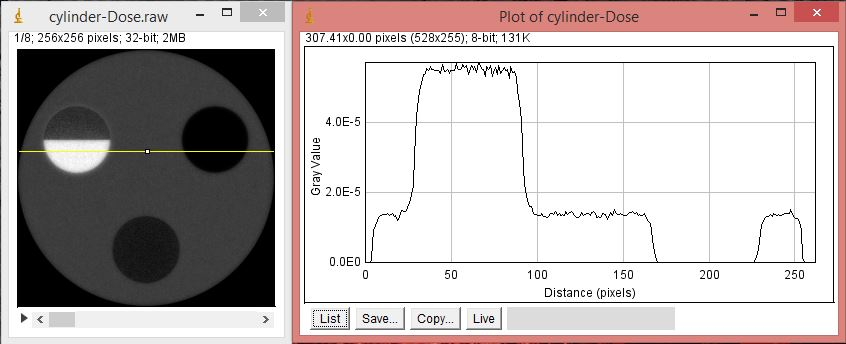 cylinder-Dose.raw
1/8; 256x256 pixels; 32-bit; 2MB
Plot of cylinder-Dose
307.41x0.00 pixels (528x255); 8-bit; 131K
4.0E-5
2.0E-5
0.0E0
Gray Value
0 50 100 150 200 250
Distance (pixels)
List Save... Copy... Live